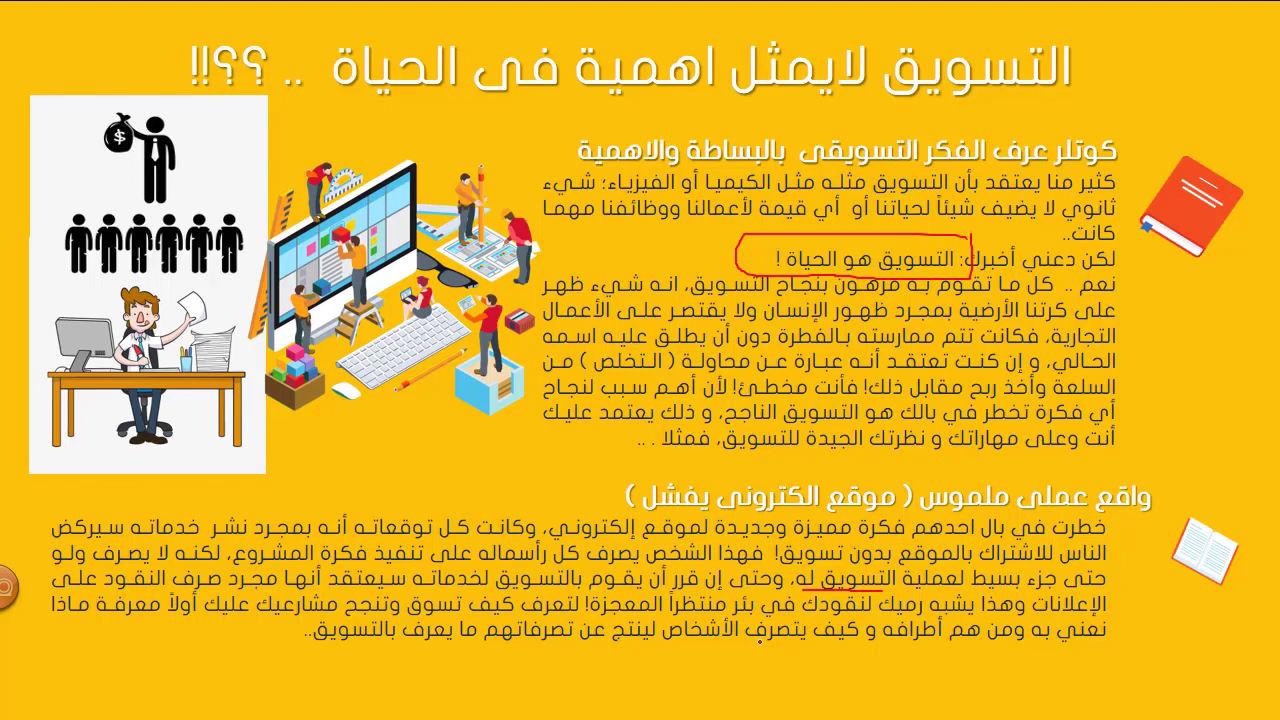 التسويق لايمثل اهمية فى الحياة .. ؟؟!!
كوتلر عرف الفكر التسويقى بالبساطة والاهمية
كثير منا يعتقد بأن التسويق مثله مثل الكيميا أو الفيزياء؛ شيء
ثانوي لا يضيف شيئاً لحياتنا أو أي قيمة لأعمالنا ووظائفنا مهما
كانت..
لكن دعني أخبرك: التسويق هو الحياة !
نعم .. كل ما تقوم به مرهون بنجاح التسويق، انه شيء ظهر
على كرتنا الأرضية بمجرد ظهور الإنسان ولا يقتصر على الأعمال
التجارية، فكانت تتم ممارسته بالفطرة دون أن يطلق عليه اسمه
الحالي، و إن كنت تعتقد أنه عبارة عن محاولة ( التخلص ) من
السلعة وأخذ ربح مقابل ذلك! فأنت مخطئ! لأن أهم سبب لنجاح
أي فكرة تخطر في بالك هو التسويق الناجح، و ذلك يعتمد عليك
أنت وعلى مهاراتك و نظرتك الجيدة للتسويق، فمثلا . ..
واقع عملى ملموس ( موقع الكترونى يفشل )
خطرت في بال احدهم فكرة مميزة وجديدة لموقع إلكتروني، وكانت كل توقعاته أنه بمجرد نشر خدماته سيركض
الناس للاشتراك بالموقع بدون تسويق! فهذا الشخص يصرف كل رأسماله على تنفيذ فكرة المشروع، لكنه لا يصرف ولو
حتى جزء بسيط لعملية التسويق له، وحتى إن قرر أن يقوم بالتسويق لخدماته سيعتقد أنها مجرد صرف النقود على
الإعلانات وهذا يشبه رميك لنقودك في بئر منتظراً المعجزة! لتعرف كيف تسوق وتنجح مشارعيك عليك أولاً معرفة ماذا
نعني به ومن هم أطرافه و كيف يتصرف الأشخاص لينتج عن تصرفاتهم ما يعرف بالتسويق..
$